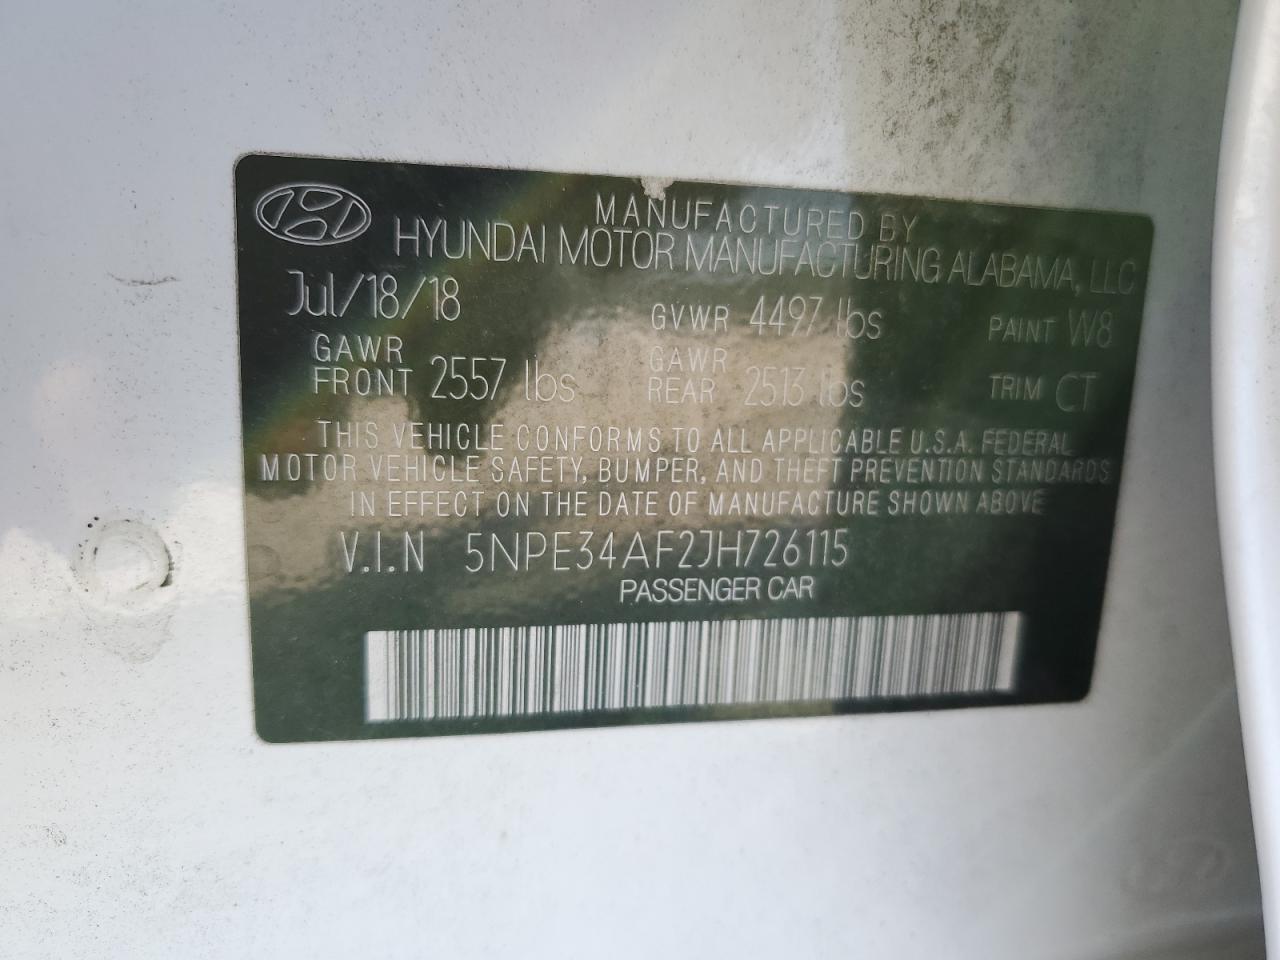 MANUFACTURED BY
HYUNDAI MOTOR MANUFACTURING ALABAMA, LLC
Jul/18/18 GVWR 4497 lbs PAINT W8
GAWR FRONT 2557 lbs GAWR REAR 2513 lbs TRIM CT
THIS VEHICLE CONFORMS TO ALL APPLICABLE U.S.A. FEDERAL
MOTOR VEHICLE SAFETY, BUMPER, AND THEFT PREVENTION STANDARDS
IN EFFECT ON THE DATE OF MANUFACTURE SHOWN ABOVE
V.I.N 5NPE34AF2JH726115
PASSENGER CAR